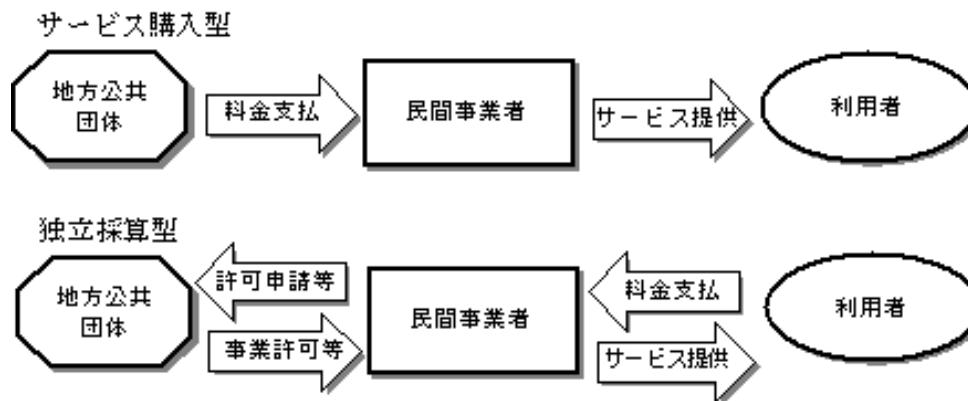 サービス購入型
地方公共
団体
料金支払
民間事業者
サービス提供
利用者
独立採算型
地方公共
団体
許可申請等
事業許可等
民間事業者
料金支払
サービス提供
利用者